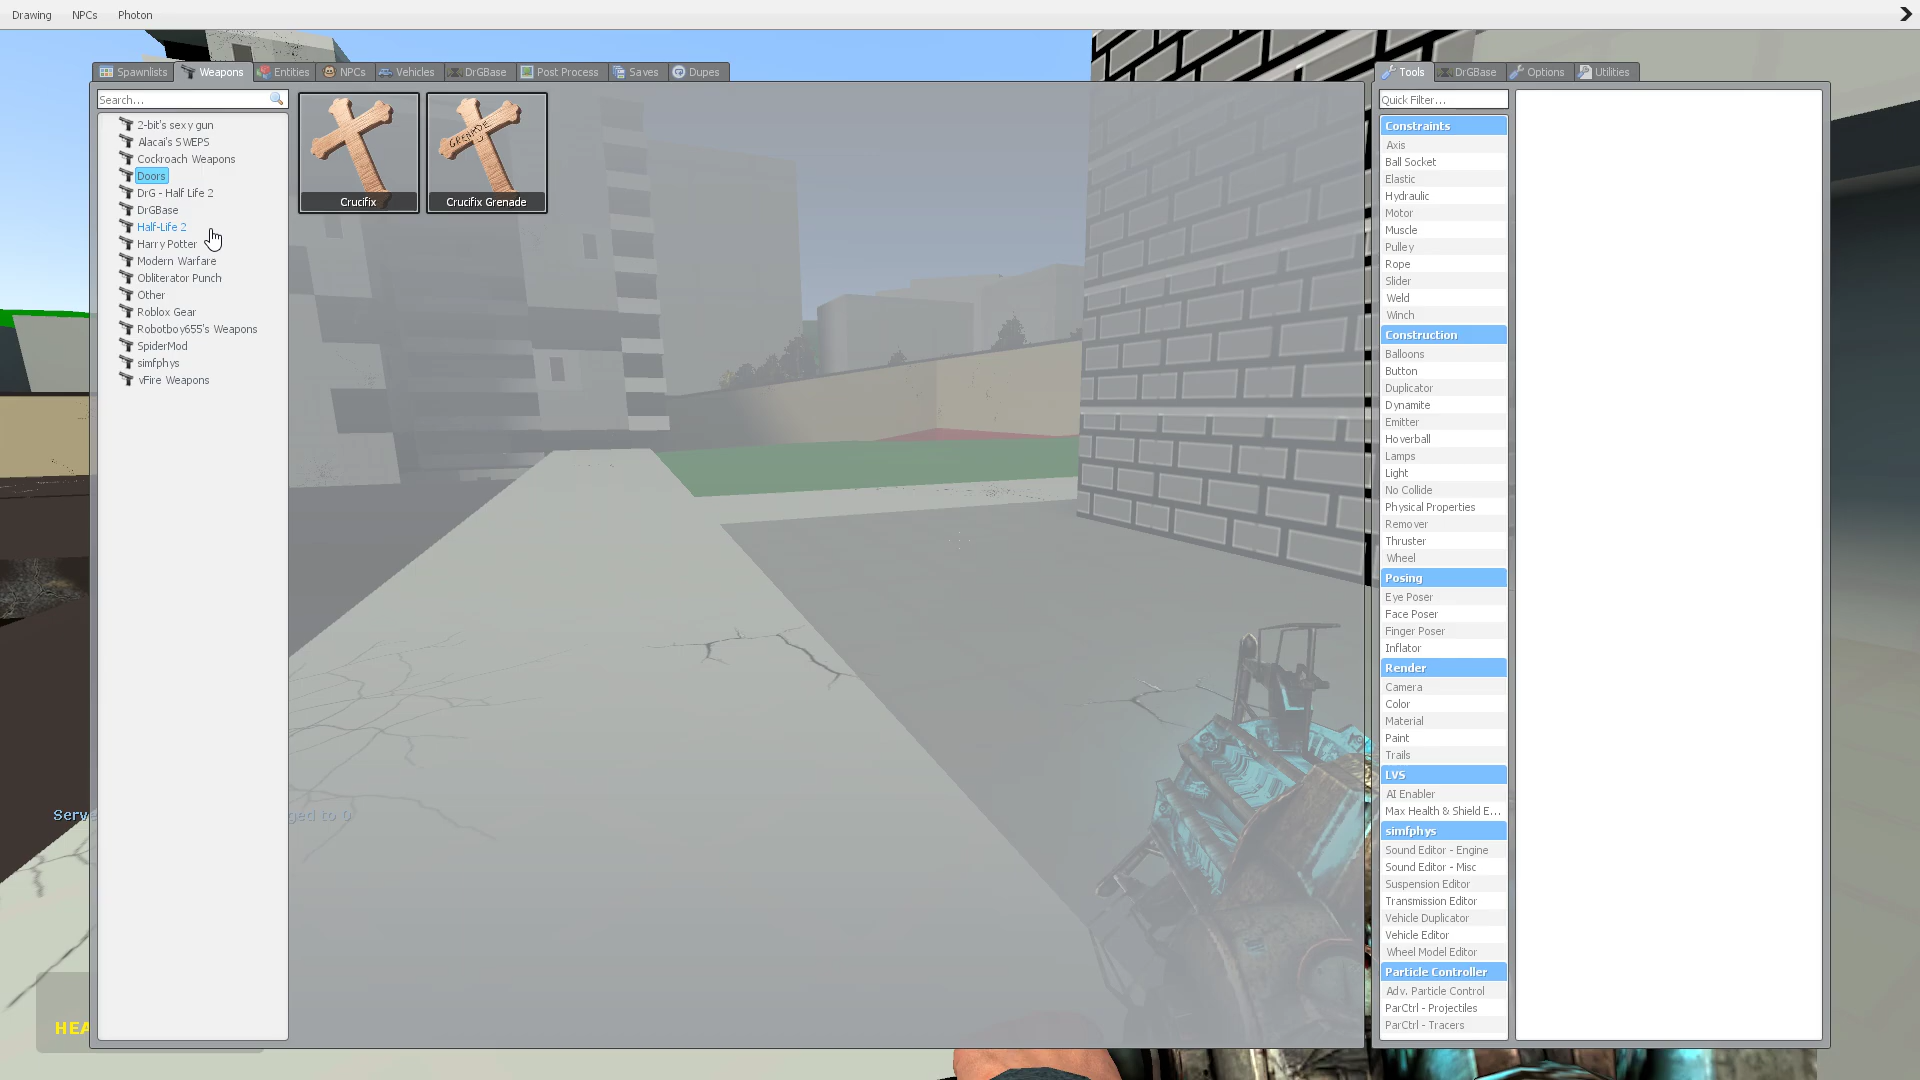 Drawing NPCs Photon
Spawnlists Weapons Entities NPCs Vehicles DrGBase Post Process Saves Dupes
Search...
2-bit's sexy gun
Alacai's SWEPS
Cockroach Weapons
Doors
DrG - Half Life 2
DrGBase
Half-Life 2
Harry Potter
Modern Warfare
Obliterator Punch
Other
Roblox Gear
Robotboy655's Weapons
SpiderMod
simfphys
vFire Weapons
GRENADE
Crucifix
Crucifix Grenade
ged to 0
Tools DrGBase Options Utilities
Quick Filter...
Constraints
Axis
Ball Socket
Elastic
Hydraulic
Motor
Muscle
Pulley
Rope
Slider
Weld
Winch
Construction
Balloons
Button
Duplicator
Dynamite
Emitter
Hoverball
Lamps
Light
No Collide
Physical Properties
Remover
Thruster
Wheel
Posing
Eye Poser
Face Poser
Finger Poser
Inflator
Render
Camera
Color
Material
Paint
Trails
LVS
AI Enabler
Max Health & Shield E...
simfphys
Sound Editor - Engine
Sound Editor - Misc
Suspension Editor
Transmission Editor
Vehicle Duplicator
Vehicle Editor
Wheel Model Editor
Particle Controller
Adv. Particle Control
ParCtrl - Projectiles
ParCtrl - Tracers